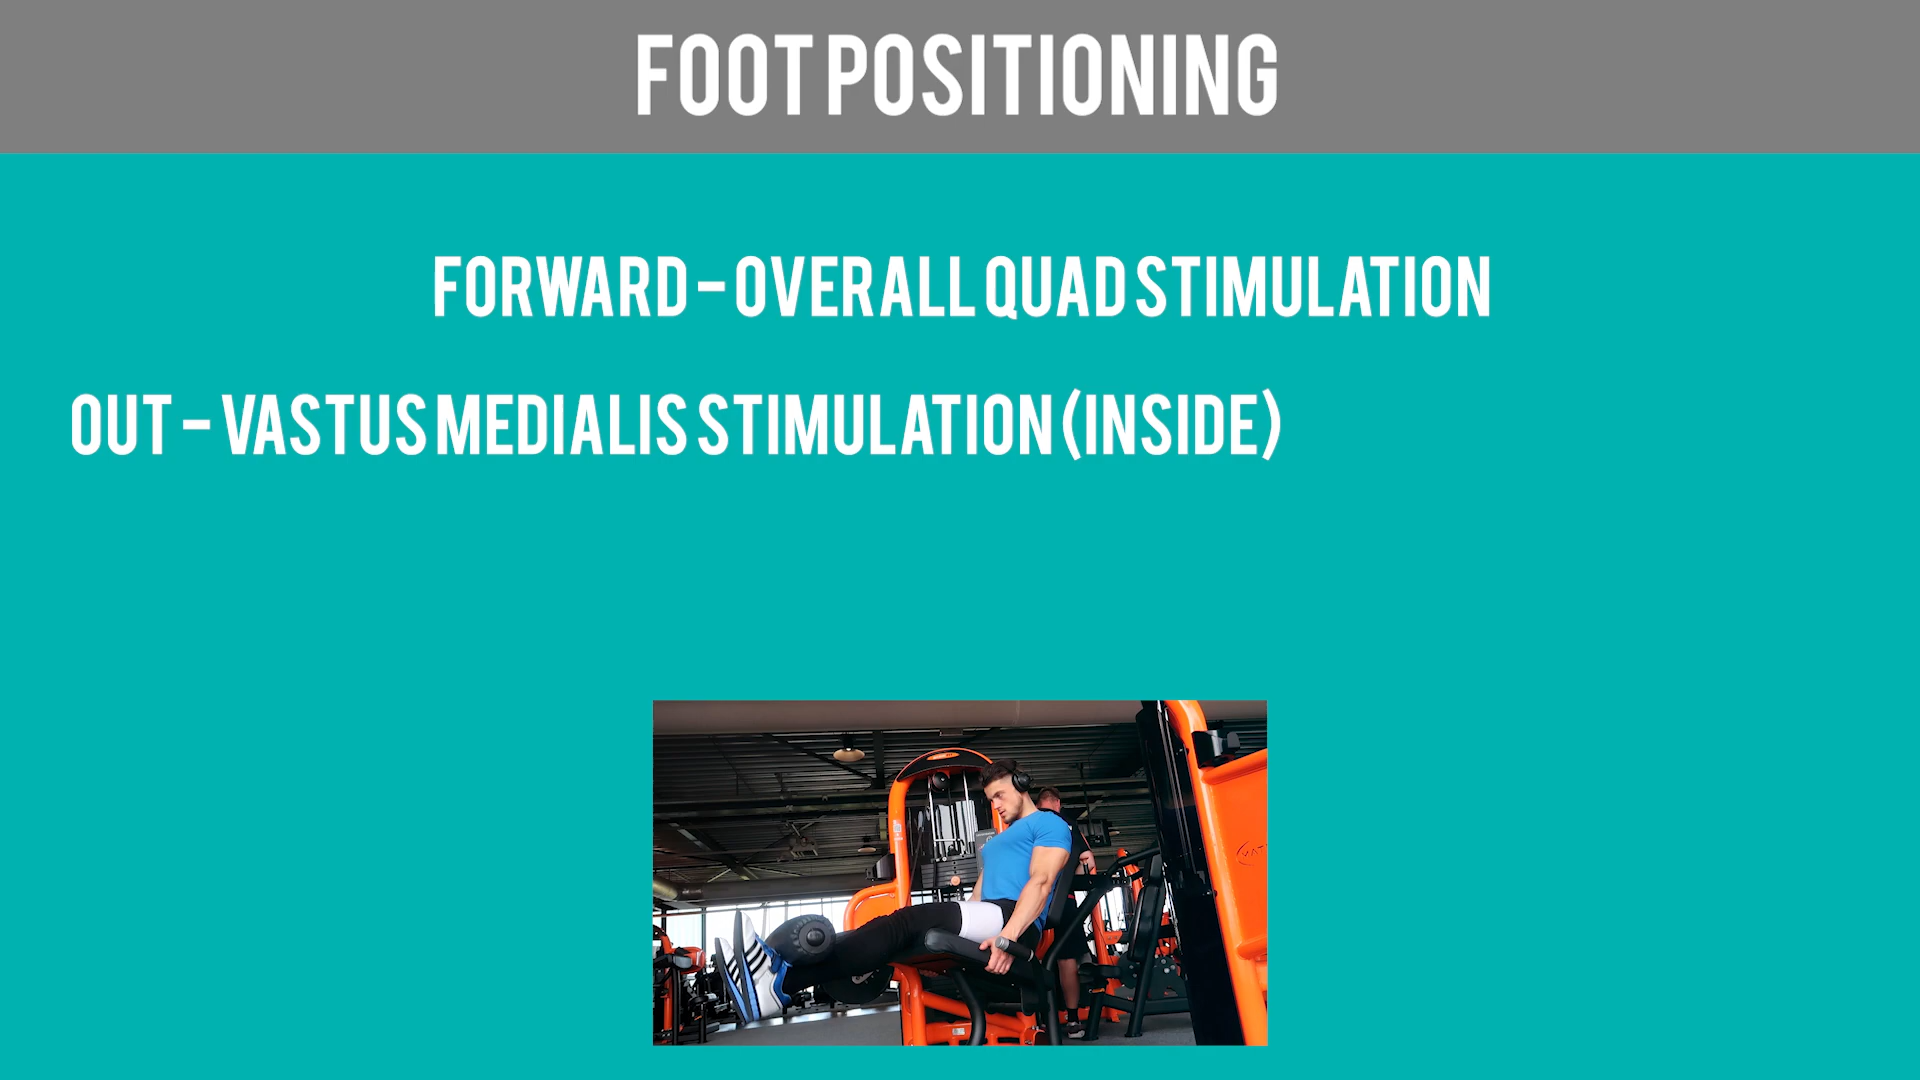 FOOT POSITIONING
FORWARD – OVERALL QUAD STIMULATION
OUT – VASTUS MEDIALIS STIMULATION (INSIDE)